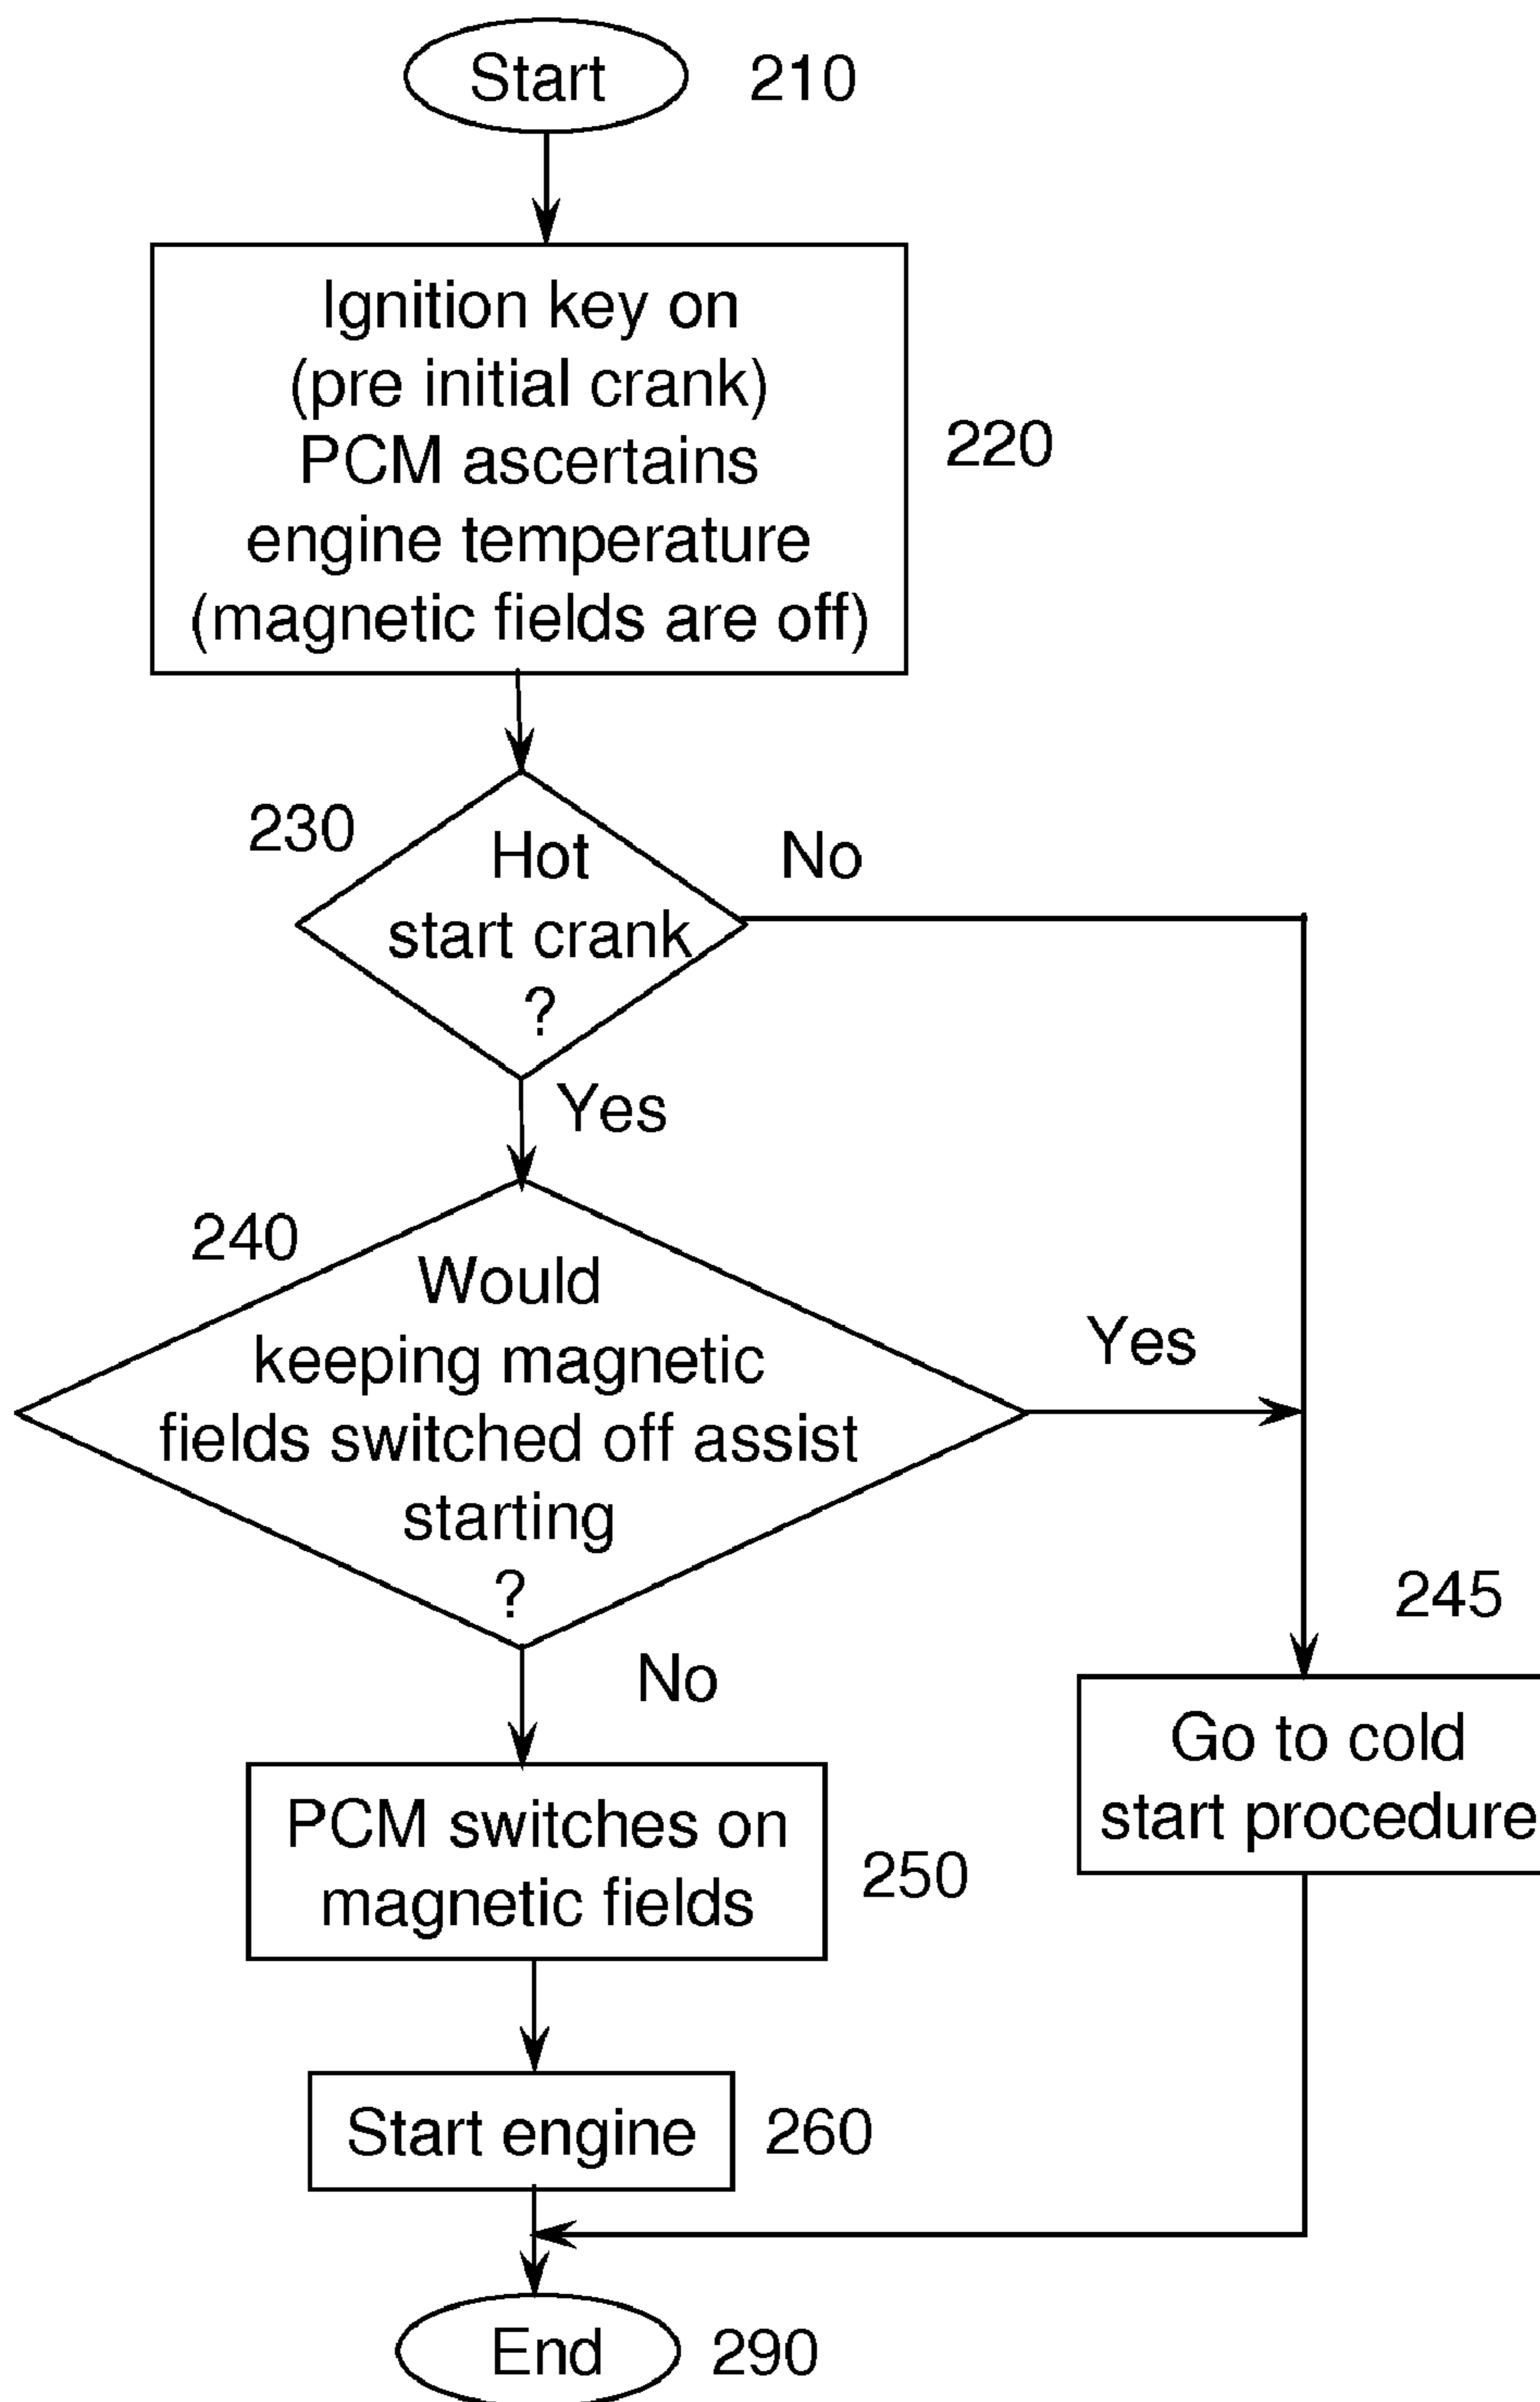 Start
210
Ignition key on
(pre initial crank)
PCM ascertains
engine temperature
(magnetic fields are off)
220
230
Hot
start crank
?
No
Yes
240
Would
keeping magnetic
fields switched off assist
starting
?
Yes
No
245
Go to cold
start procedure
PCM switches on
magnetic fields
250
Start engine
260
End
290